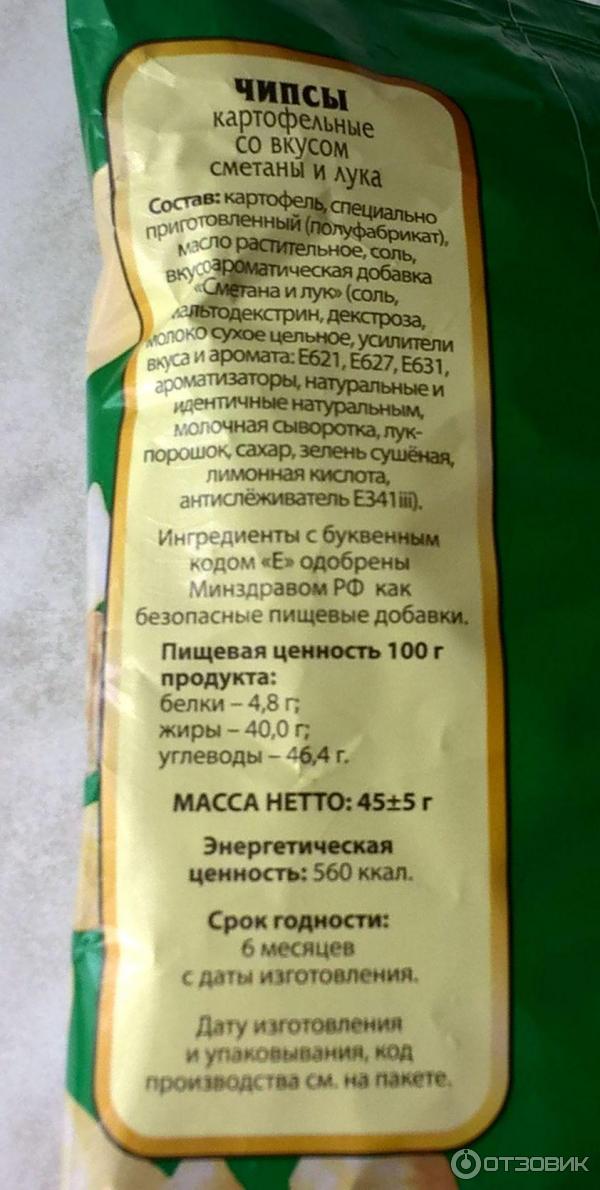 ЧИПСЫ
картофельные
со вкусом
сметаны и лука
Состав: картофель, специально
приготовленный (полуфабрикат),
масло растительное, соль,
вкусоароматическая добавка
«Сметана и лук» (соль,
мальтодекстрин, декстроза,
молоко сухое цельное, усилители
вкуса и аромата: Е621, Е627, Е631,
ароматизаторы, натуральные и
идентичные натуральным,
молочная сыворотка, лук-
порошок, сахар, зелень сушёная,
лимонная кислота,
антислёживатель Е341iii).
Ингредиенты с буквенным
кодом «Е» одобрены
Минздравом РФ как
безопасные пищевые добавки.
Пищевая ценность 100 г
продукта:
белки – 4,8 г;
жиры – 40,0 г;
углеводы – 46,4 г.
МАССА НЕТТО: 45±5 г
Энергетическая
ценность: 560 ккал.
Срок годности:
6 месяцев
с даты изготовления.
Дату изготовления
и упаковывания, код
производства см. на пакете.
ОТЗОВИК